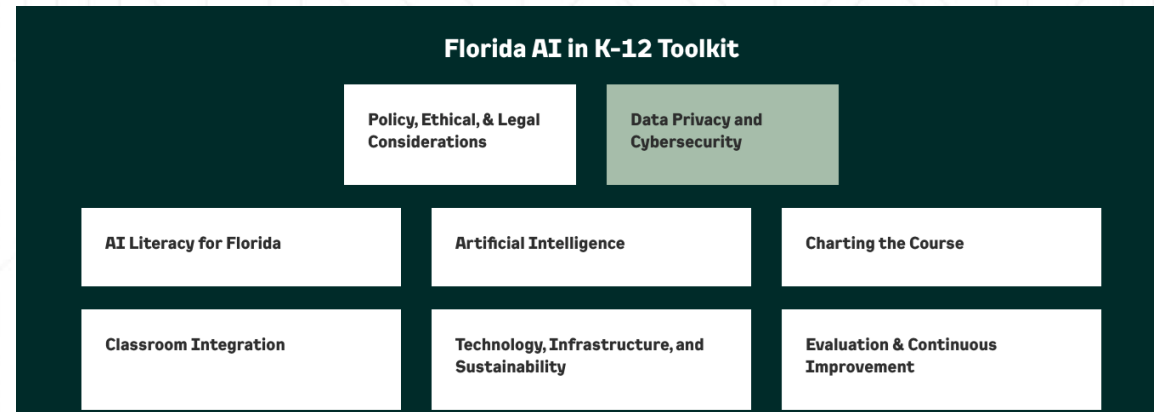 Florida AI in K-12 Toolkit
Policy, Ethical, & Legal
Considerations
Data Privacy and
Cybersecurity
AI Literacy for Florida
Artificial Intelligence
Charting the Course
Classroom Integration
Technology, Infrastructure, and
Sustainability
Evaluation & Continuous
Improvement